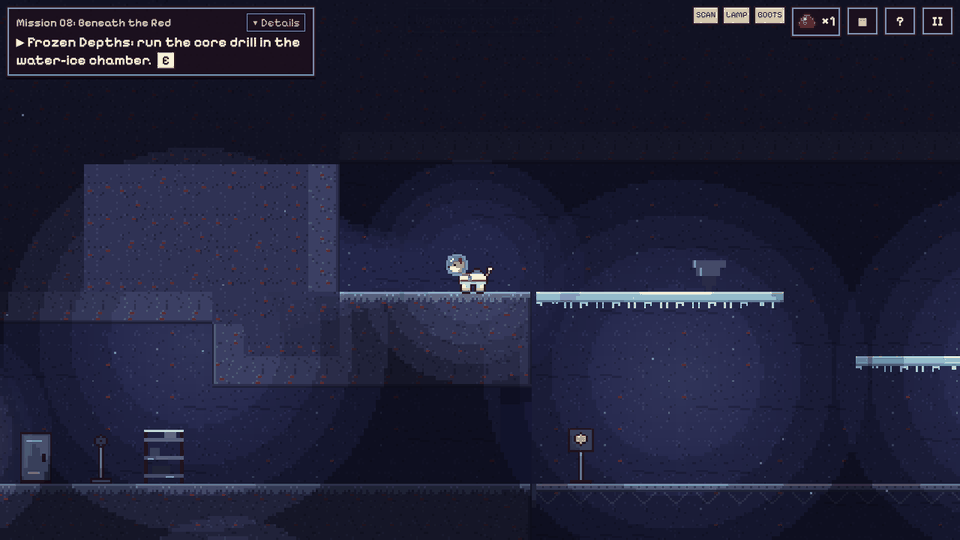 Mission 08: Beneath the Red
▾ Details
▶ Frozen Depths: run the core drill in the
water-ice chamber. E
SCAN LAMP BOOTS
×1
?